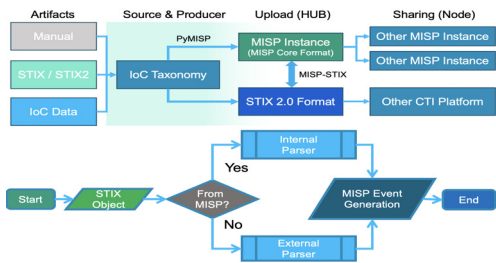 Artifacts
Source & Producer
Upload (HUB)
Sharing (Node)
Manual
STIX / STIX2
IoC Data
IoC Taxonomy
PyMISP
MISP Instance
(MISP Core Format)
MISP-STIX
STIX 2.0 Format
Other MISP Instance
Other MISP Instance
Other CTI Platform
Start
STIX
Object
From
MISP?
Yes
No
Internal
Parser
External
Parser
MISP Event
Generation
End